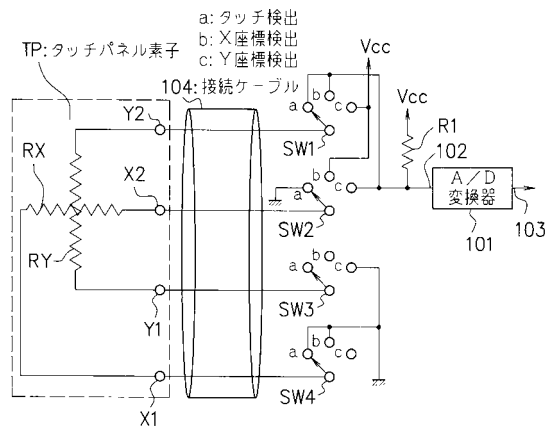 a:タッチ検出
b:X座標検出
c:Y座標検出
TP:タッチパネル素子
104:接続ケーブル
Vcc
Vcc
a
b
c
Y2
SW1
R1
102
A/D
変換器
101
103
RX
X2
a
b
c
SW2
RY
Y1
a
b
c
SW3
X1
a
b
c
SW4